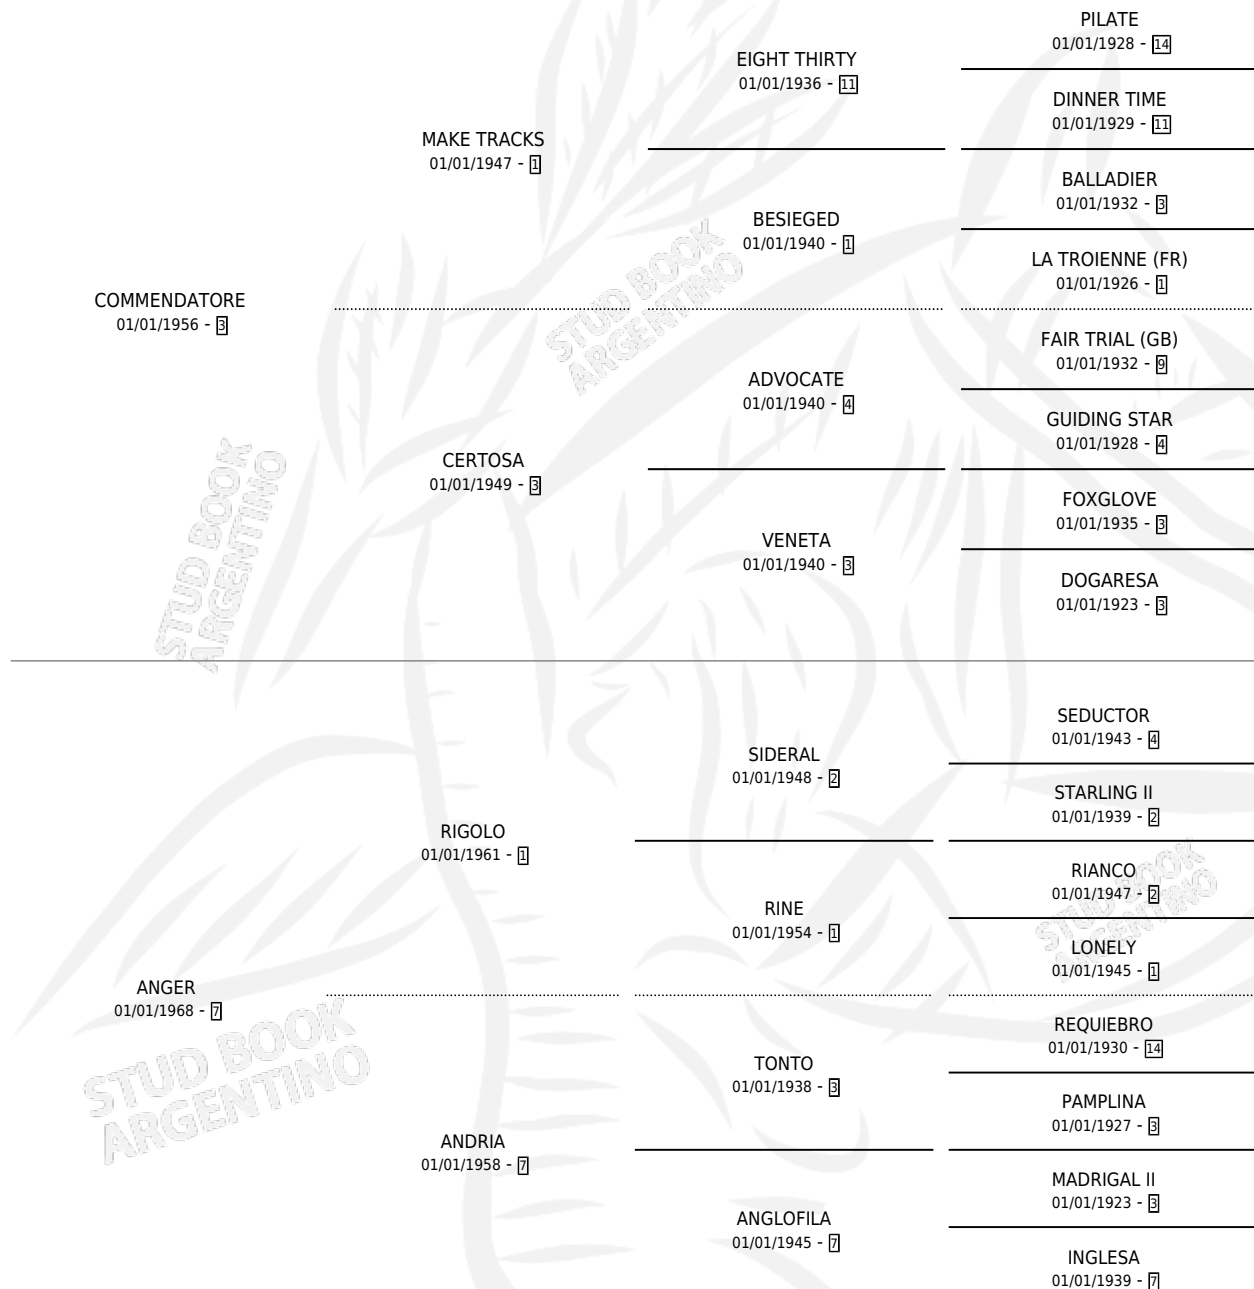 PILATE
01/01/1928 - 14
EIGHT THIRTY
01/01/1936 - 11
DINNER TIME
01/01/1929 - 11
MAKE TRACKS
01/01/1947 - 1
BALLADIER
01/01/1932 - 3
BESIEGED
01/01/1940 - 1
LA TROIENNE (FR)
01/01/1926 - 1
COMMENDATORE
01/01/1956 - 3
FAIR TRIAL (GB)
01/01/1932 - 9
ADVOCATE
01/01/1940 - 4
GUIDING STAR
01/01/1928 - 4
CERTOSA
01/01/1949 - 3
FOXGLOVE
01/01/1935 - 3
VENETA
01/01/1940 - 3
DOGARESA
01/01/1923 - 3
STUD BOOK
ARGENTINO
STUD BOOK
ARGENTINO
SEDUCTOR
01/01/1943 - 4
SIDERAL
01/01/1948 - 2
STARLING II
01/01/1939 - 2
RIGOLO
01/01/1961 - 1
RIANCO
01/01/1947 - 2
RINE
01/01/1954 - 1
LONELY
01/01/1945 - 1
STUD BOOK
ARGENTINO
ANGER
01/01/1968 - 7
REQUIEBRO
01/01/1930 - 14
TONTO
01/01/1938 - 3
PAMPLINA
01/01/1927 - 3
ANDRIA
01/01/1958 - 7
MADRIGAL II
01/01/1923 - 3
ANGLOFILA
01/01/1945 - 7
INGLESA
01/01/1939 - 7
STUD BOOK
ARGENTINO